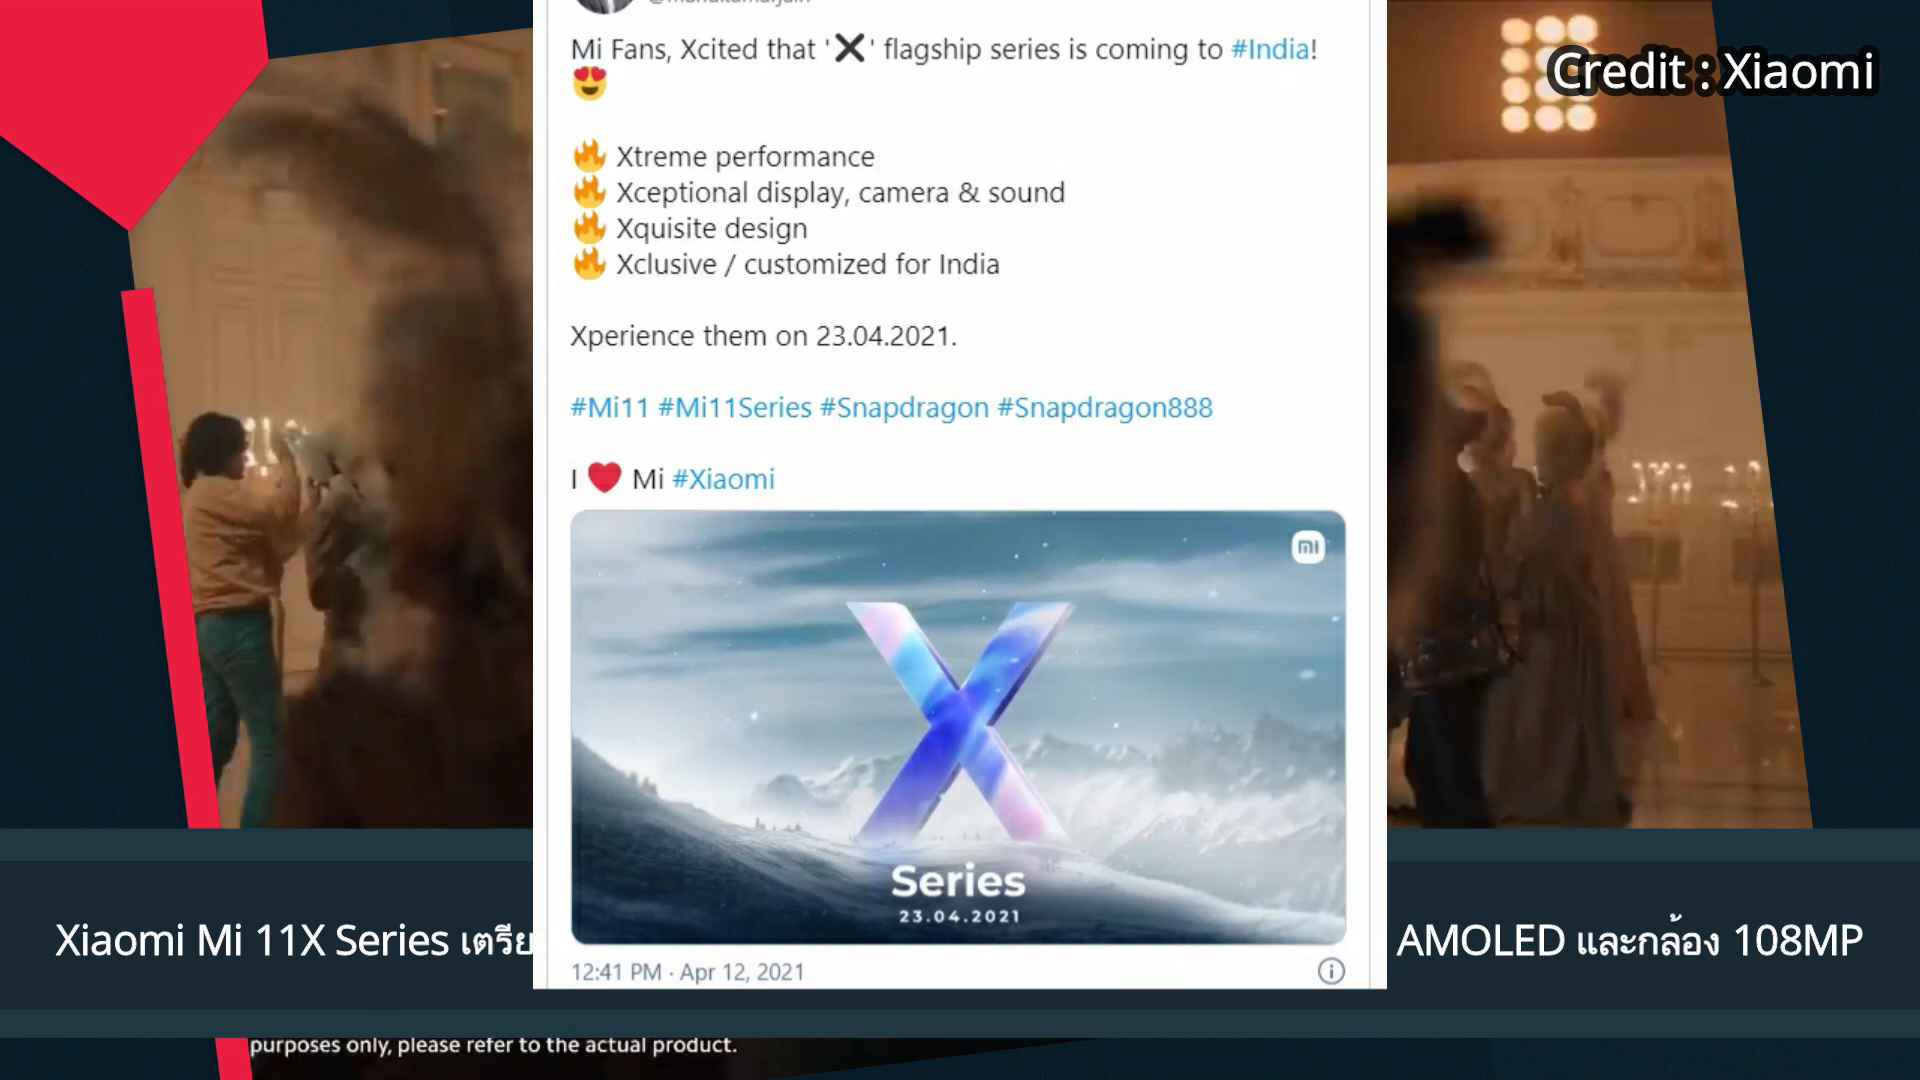 Mi Fans, Xcited that '❌' flagship series is coming to #India!
😍
🔥 Xtreme performance
🔥 Xceptional display, camera & sound
🔥 Xquisite design
🔥 Xclusive / customized for India
Xperience them on 23.04.2021.
#Mi11 #Mi11Series #Snapdragon #Snapdragon888
I ❤️ Mi #Xiaomi
mi
X
Series
23.04.2021
12:41 PM · Apr 12, 2021
Credit : Xiaomi
Xiaomi Mi 11X Series เตรีย
AMOLED และกล้อง 108MP
purposes only, please refer to the actual product.